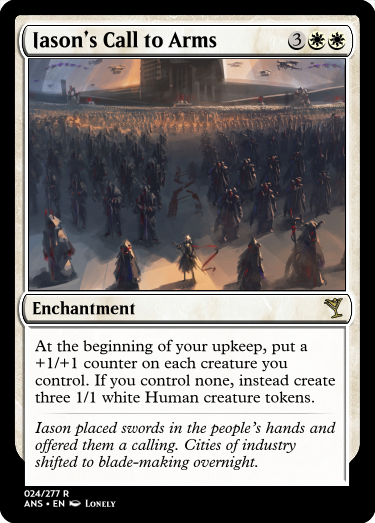 Jason's Call to Arms 3
Enchantment
At the beginning of your upkeep, put a
+1/+1 counter on each creature you
control. If you control none, instead create
three 1/1 white Human creature tokens.
Jason placed swords in the people's hands and
offered them a calling. Cities of industry
shifted to blade-making overnight.
024/277 R
ANS • EN Lonely